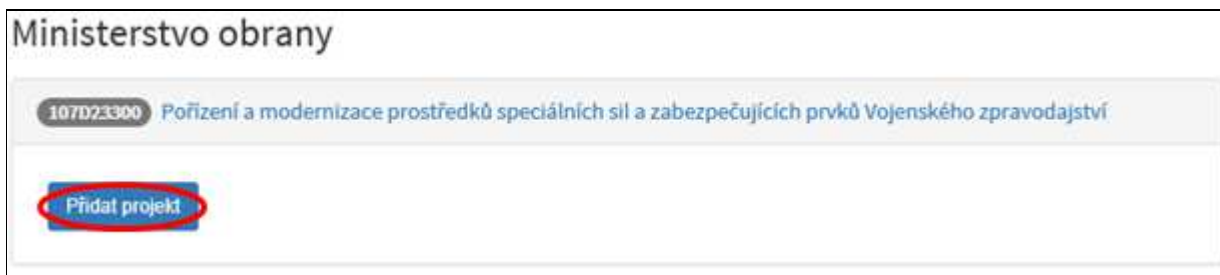 Ministerstvo obrany
107D23300 Pořízení a modernizace prostředků speciálních sil a zabezpečujících prvků Vojenského zpravodajství
Přidat projekt